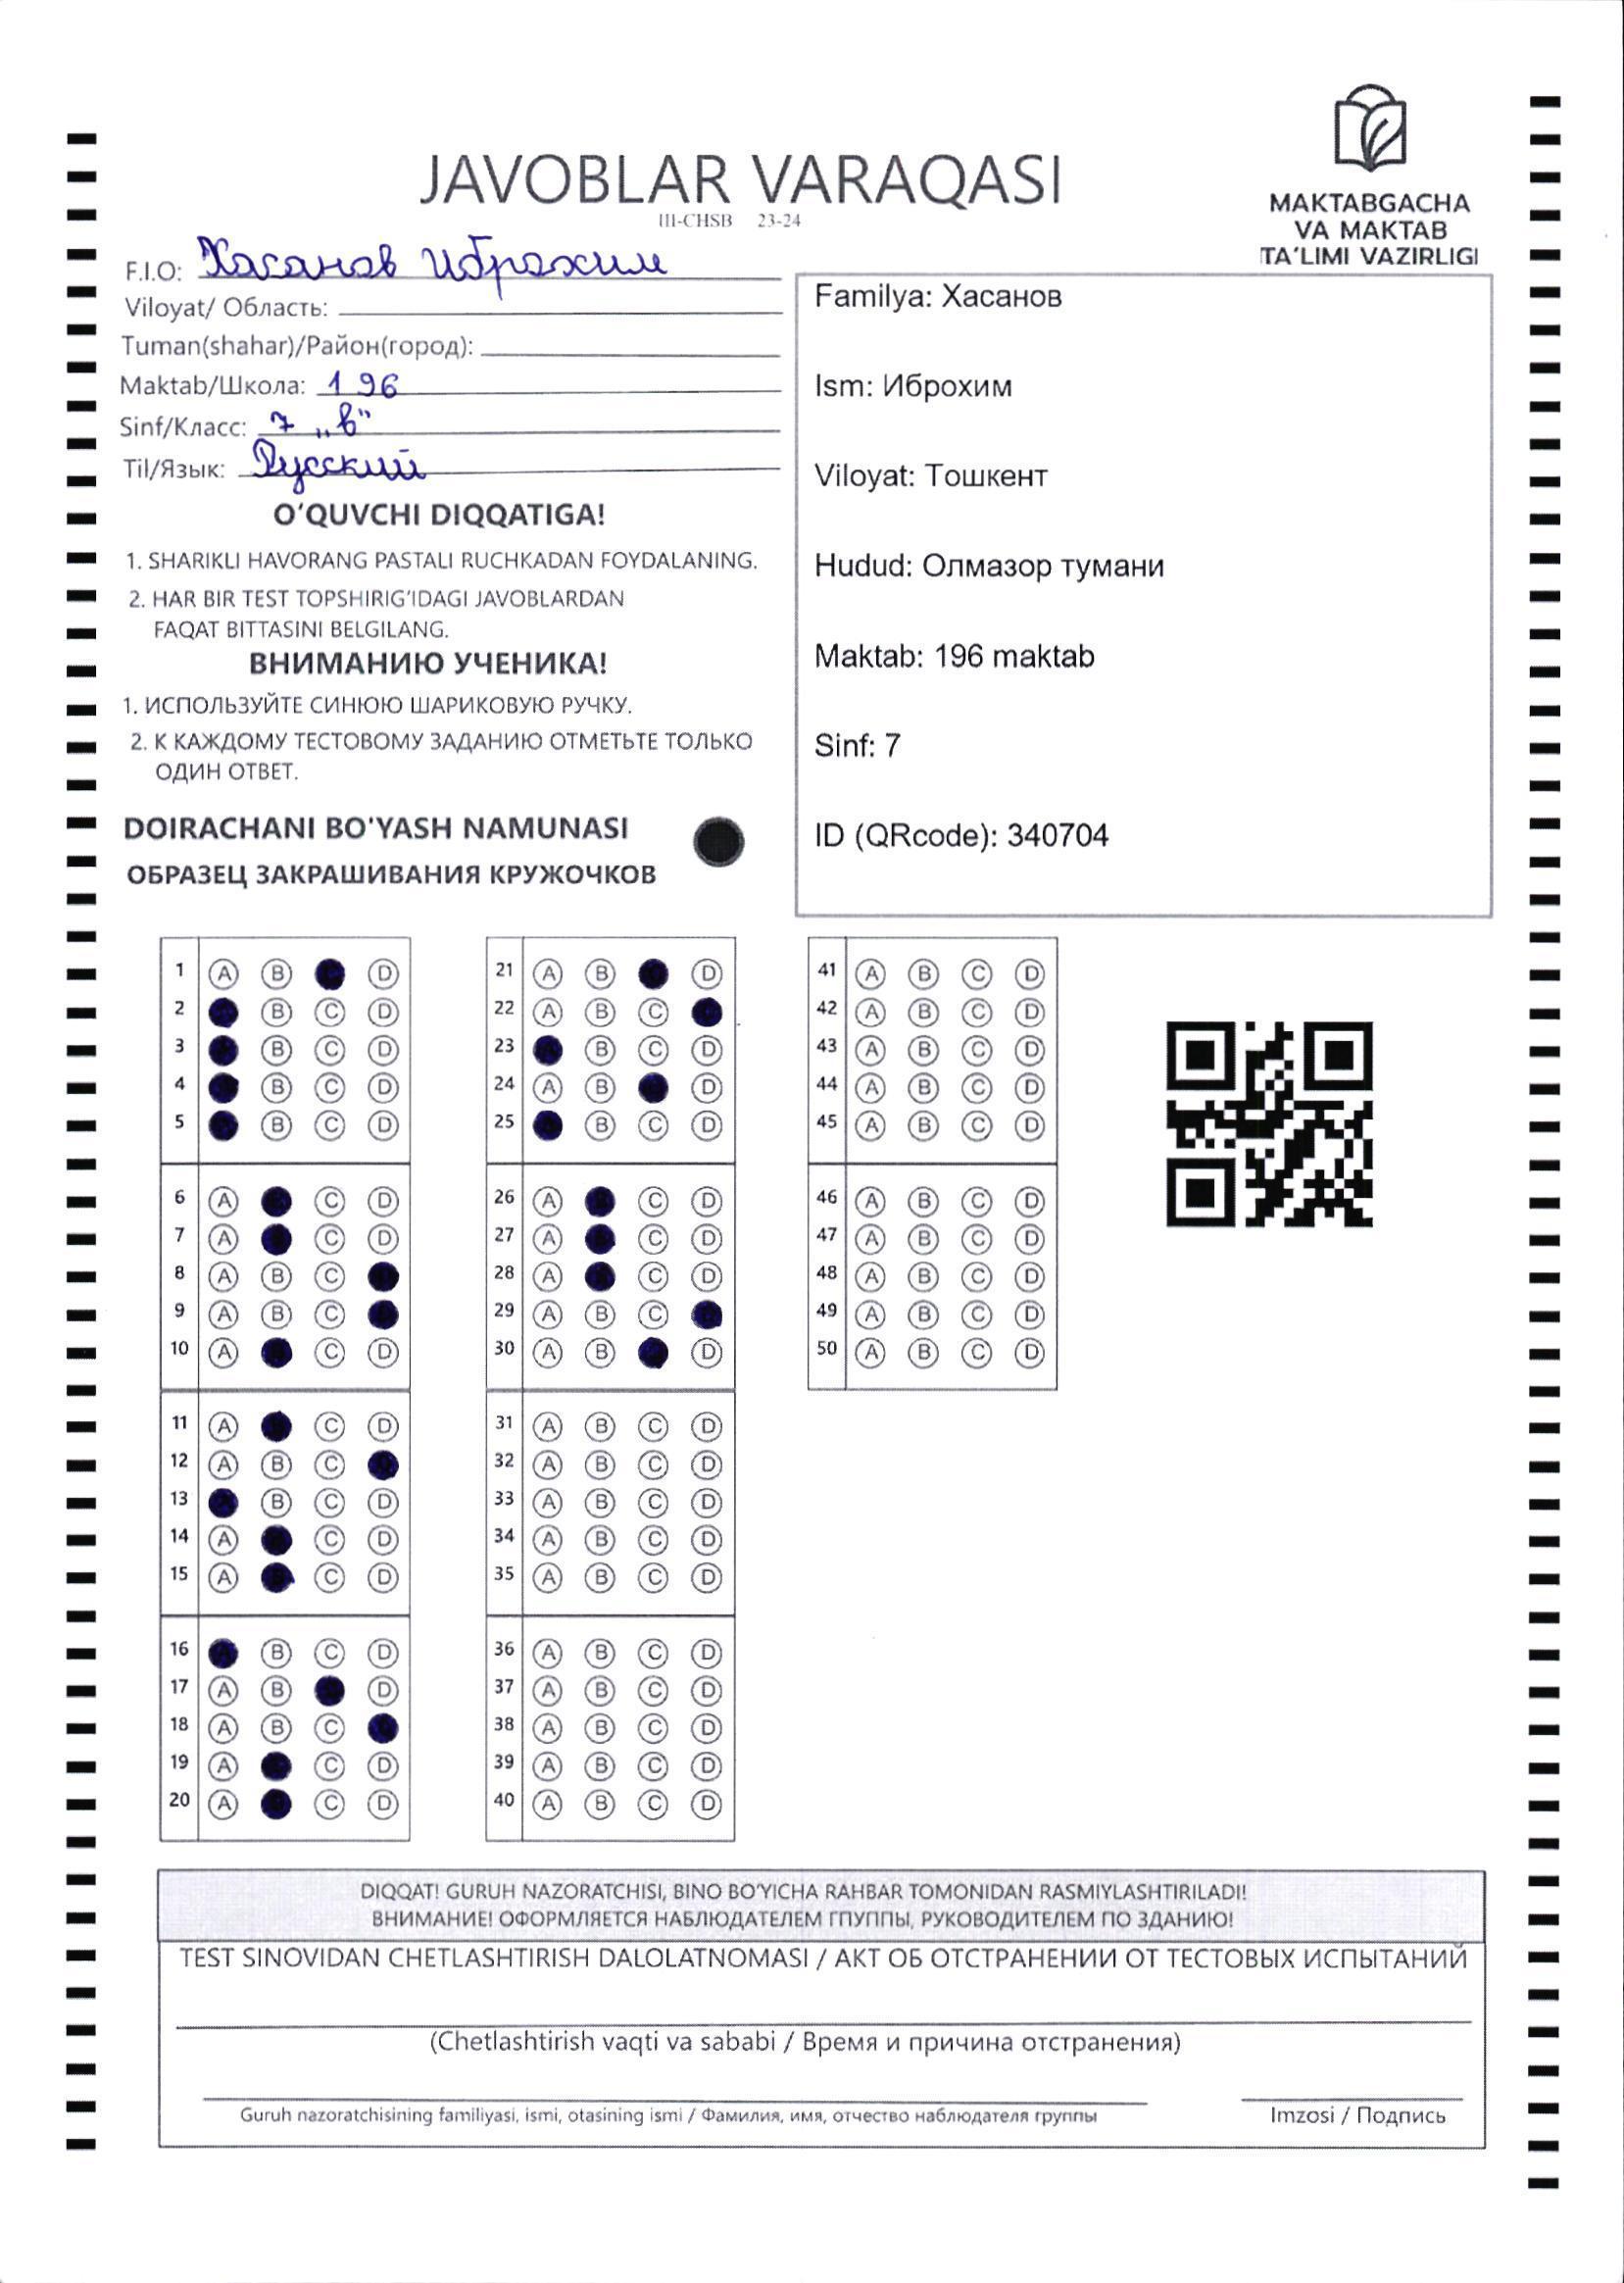 JAVOBLAR VARAQASI
III-CHSB 23-24
MAKTABGACHA
VA MAKTAB
TA'LIMI VAZIRLIGI
F.I.O: Хасанов Иброхим
Viloyat/ Область:
Tuman(shahar)/Район(город):
Maktab/Школа: 196
Sinf/Класс: 7 „в"
Til/Язык: Русский
O'QUVCHI DIQQATIGA!
1. SHARIKLI HAVORANG PASTALI RUCHKADAN FOYDALANING.
2. HAR BIR TEST TOPSHIRIG'IDAGI JAVOBLARDAN
FAQAT BITTASINI BELGILANG.
ВНИМАНИЮ УЧЕНИКА!
1. ИСПОЛЬЗУЙТЕ СИНЮЮ ШАРИКОВУЮ РУЧКУ.
2. К КАЖДОМУ ТЕСТОВОМУ ЗАДАНИЮ ОТМЕТЬТЕ ТОЛЬКО
ОДИН ОТВЕТ.
DOIRACHANI BO'YASH NAMUNASI
ОБРАЗЕЦ ЗАКРАШИВАНИЯ КРУЖОЧКОВ
Familya: Хасанов
Ism: Иброхим
Viloyat: Тошкент
Hudud: Олмазор тумани
Maktab: 196 maktab
Sinf: 7
ID (QRcode): 340704
1 A B D
2 B C D
3 B C D
4 B C D
5 B C D
6 A C D
7 A C D
8 A B C
9 A B C
10 A C D
11 A C D
12 A B C
13 B C D
14 A C D
15 A C D
16 A B C D
17 A B D
18 A B C
19 A C D
20 A C D
21 A B D
22 A B C
23 B C D
24 A B D
25 B C D
26 A C D
27 A C D
28 A C D
29 A B C
30 A B D
31 A B C D
32 A B C D
33 A B C D
34 A B C D
35 A B C D
36 A B C D
37 A B C D
38 A B C D
39 A B C D
40 A B C D
41 A B C D
42 A B C D
43 A B C D
44 A B C D
45 A B C D
46 A B C D
47 A B C D
48 A B C D
49 A B C D
50 A B C D
DIQQAT! GURUH NAZORATCHISI, BINO BO'YICHA RAHBAR TOMONIDAN RASMIYLASHTIRILADI!
ВНИМАНИЕ! ОФОРМЛЯЕТСЯ НАБЛЮДАТЕЛЕМ ГПУППЫ, РУКОВОДИТЕЛЕМ ПО ЗДАНИЮ!
TEST SINOVIDAN CHETLASHTIRISH DALOLATNOMASI / АКТ ОБ ОТСТРАНЕНИИ ОТ ТЕСТОВЫХ ИСПЫТАНИЙ
(Chetlashtirish vaqti va sababi / Время и причина отстранения)
Guruh nazoratchisining familiyasi, ismi, otasining ismi / Фамилия, имя, отчество наблюдателя группы
Imzosi / Подпись